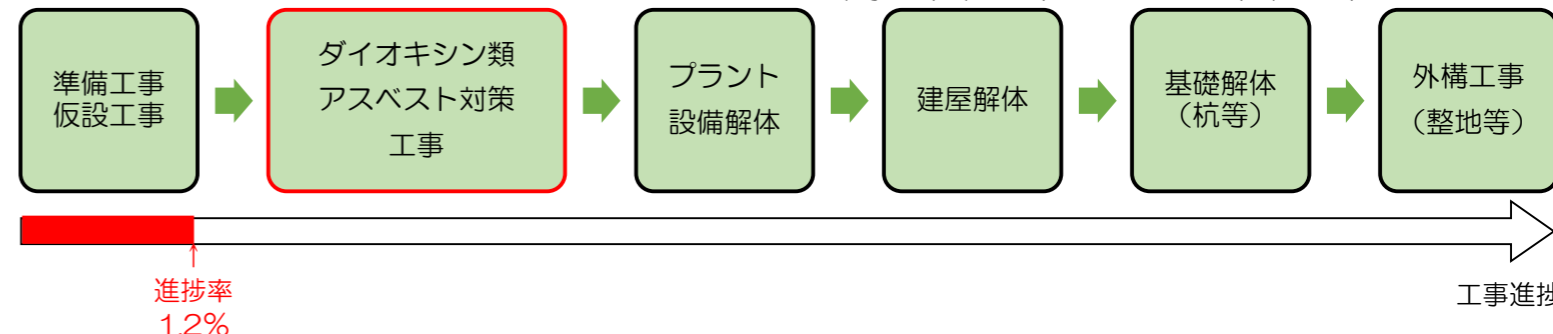 準備工事
仮設工事
ダイオキシン類
アスベスト対策
工事
プラント
設備解体
建屋解体
基礎解体
（杭等）
外構工事
（整地等）
進捗率
1.2%
工事進捗